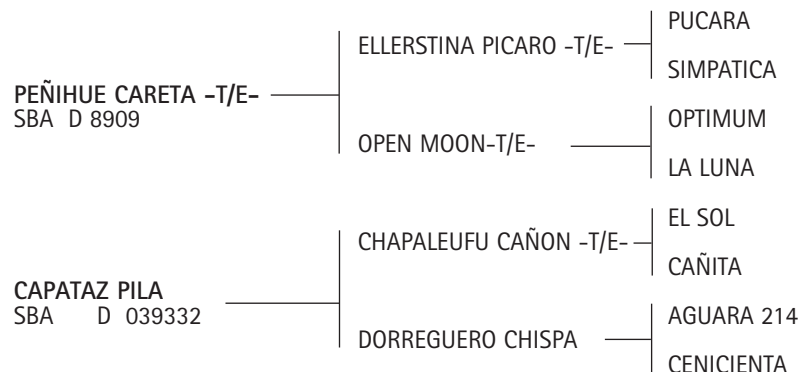 PUCARA
ELLERSTINA PICARO -T/E-
SIMPATICA
PEÑIHUE CARETA -T/E-
SBA D 8909
OPTIMUM
OPEN MOON-T/E-
LA LUNA
EL SOL
CHAPALEUFU CAÑON -T/E-
CAÑITA
CAPATAZ PILA
SBA D 039332
AGUARA 214
DORREGUERO CHISPA
CENICIENTA